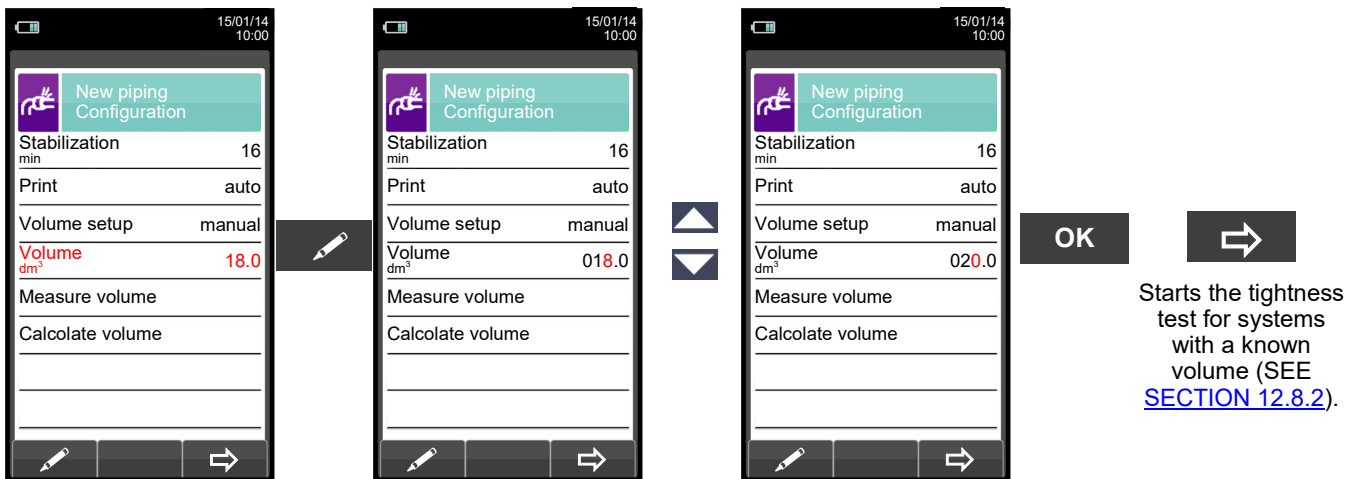 15/01/14
10:00
New piping
Configuration
Stabilization
min
16
Print auto
Volume setup manual
Volume
dm³
18.0
Measure volume
Calcolate volume
15/01/14
10:00
New piping
Configuration
Stabilization
min
16
Print auto
Volume setup manual
Volume
dm³
018.0
Measure volume
Calcolate volume
15/01/14
10:00
New piping
Configuration
Stabilization
min
16
Print auto
Volume setup manual
Volume
dm³
020.0
Measure volume
Calcolate volume
OK
Starts the tightness
test for systems
with a known
volume (SEE
SECTION 12.8.2).